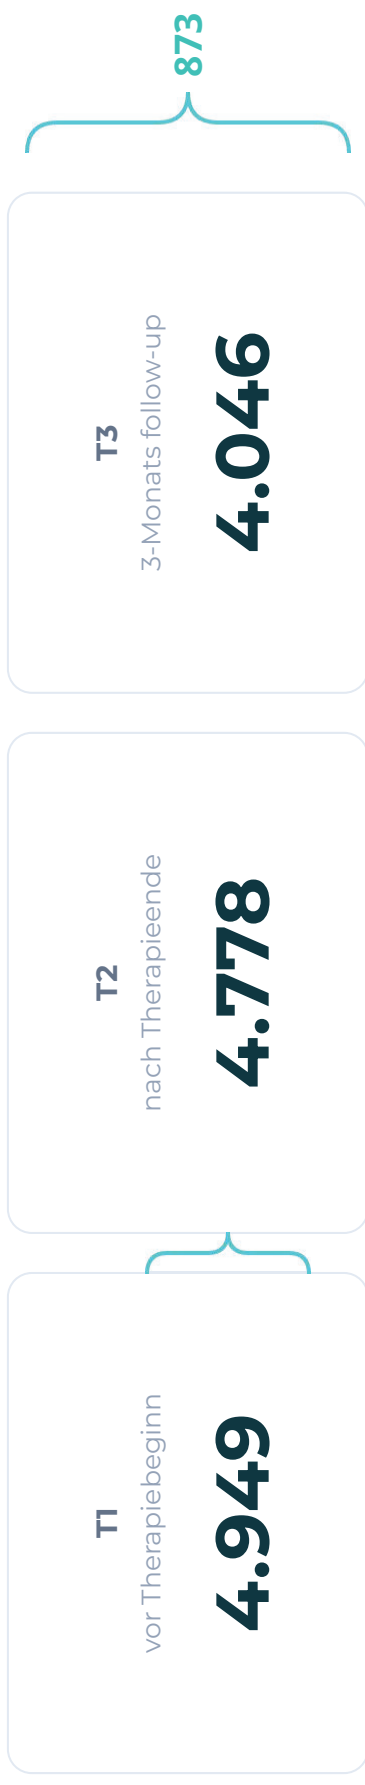 T1
vor Therapiebeginn
4.949
T2
nach Therapieende
4.778
T3
3-Monats follow-up
4.046
873